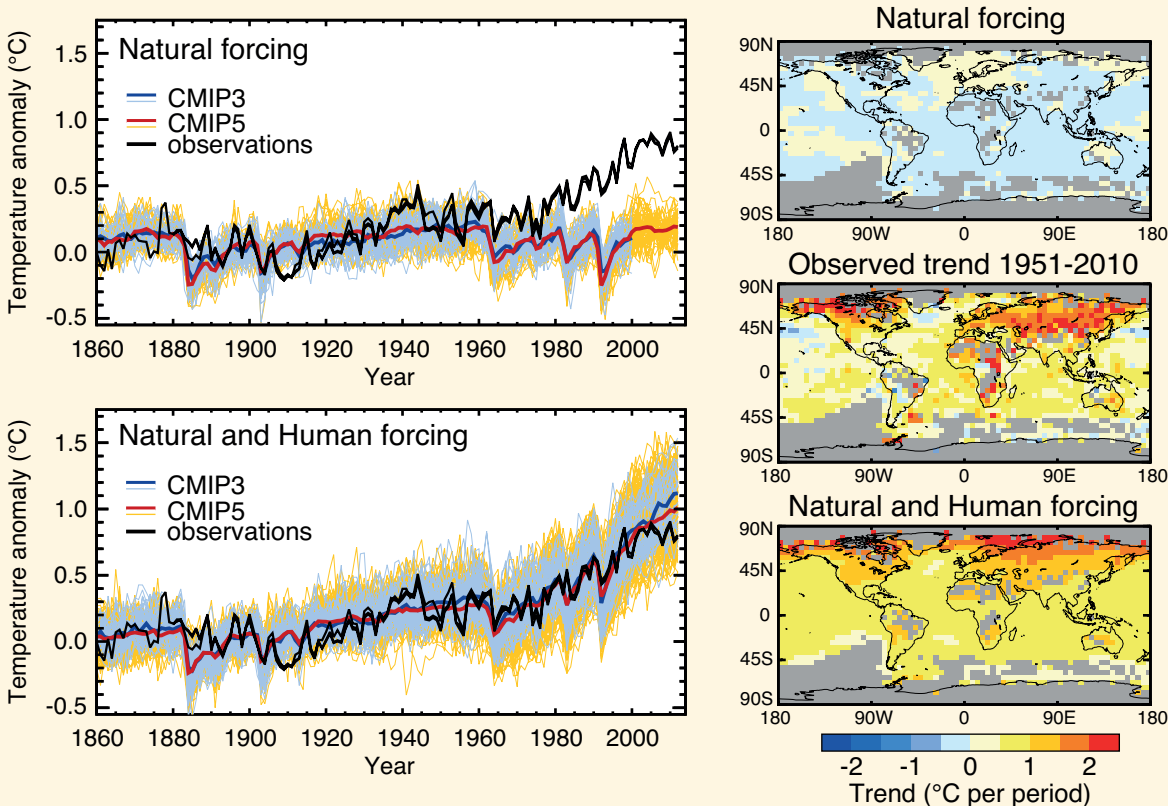 Natural forcing
CMIP3
CMIP5
observations
Temperature anomaly (°C)
1.5
1.0
0.5
0.0
-0.5
1860 1880 1900 1920 1940 1960 1980 2000
Year
Natural and Human forcing
CMIP3
CMIP5
observations
Temperature anomaly (°C)
1.5
1.0
0.5
0.0
-0.5
1860 1880 1900 1920 1940 1960 1980 2000
Year
Natural forcing
90N
45N
0
45S
90S
180 90W 0 90E 180
Observed trend 1951-2010
90N
45N
0
45S
90S
180 90W 0 90E 180
Natural and Human forcing
90N
45N
0
45S
90S
180 90W 0 90E 180
-2 -1 0 1 2
Trend (°C per period)